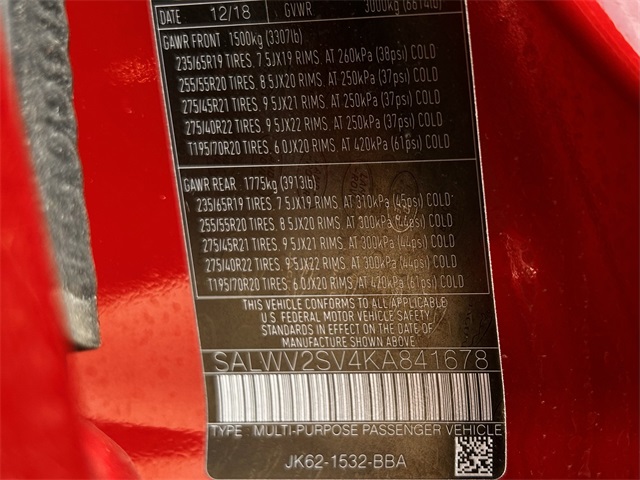 DATE 12/18 GVWR 3000kg (6614lb)
GAWR FRONT 1500kg (3307lb)
235/65R19 TIRES, 7.5JX19 RIMS, AT 260kPa (38psi) COLD
255/55R20 TIRES, 8.5JX20 RIMS, AT 250kPa (37psi) COLD
275/45R21 TIRES, 9.5JX21 RIMS, AT 250kPa (37psi) COLD
275/40R22 TIRES, 9.5JX22 RIMS, AT 250kPa (37psi) COLD
T195/70R20 TIRES, 6.0JX20 RIMS, AT 420kPa (61psi) COLD
GAWR REAR 1775kg (3913lb)
235/65R19 TIRES, 7.5JX19 RIMS, AT 310kPa (45psi) COLD
255/55R20 TIRES, 8.5JX20 RIMS, AT 300kPa (44psi) COLD
275/45R21 TIRES, 9.5JX21 RIMS, AT 300kPa (44psi) COLD
275/40R22 TIRES, 9.5JX22 RIMS, AT 300kPa (44psi) COLD
T195/70R20 TIRES, 6.0JX20 RIMS, AT 420kPa (61psi) COLD
THIS VEHICLE CONFORMS TO ALL APPLICABLE
U.S. FEDERAL MOTOR VEHICLE SAFETY
STANDARDS IN EFFECT ON THE DATE OF
MANUFACTURE SHOWN ABOVE.
SALWV2SV4KA841678
TYPE: MULTI-PURPOSE PASSENGER VEHICLE
JK62-1532-BBA